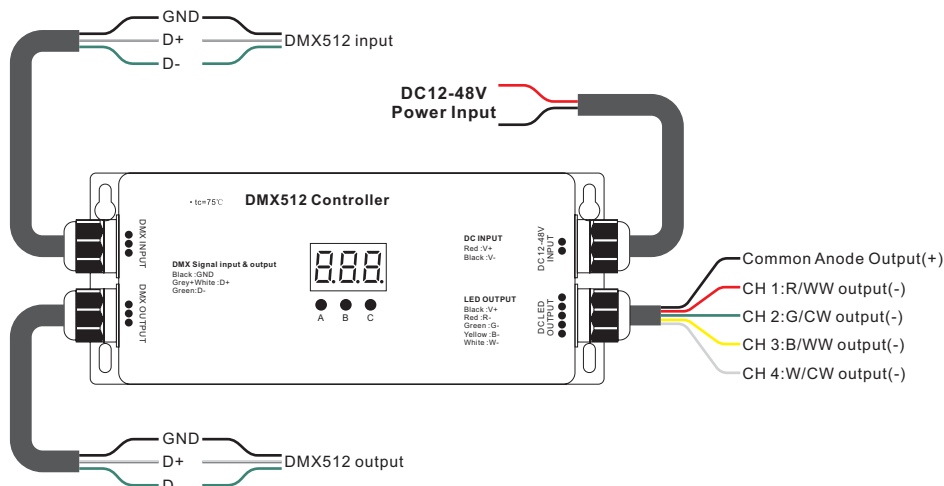 GND
D+
D-
DMX512 input
DC12-48V
Power Input
• tc=75℃
DMX512 Controller
DMX INPUT
DMX Signal input & output
Black :GND
Grey+White :D+
Green:D-
DMX OUTPUT
8.8.8.
A B C
DC INPUT
Red :V+
Black :V-
DC12-48V
INPUT
LED OUTPUT
Black :V+
Red :R-
Green :G-
Yellow :B-
White :W-
DC LED
OUTPUT
Common Anode Output(+)
CH 1:R/WW output(-)
CH 2:G/CW output(-)
CH 3:B/WW output(-)
CH 4:W/CW output(-)
GND
D+
DMX512 output